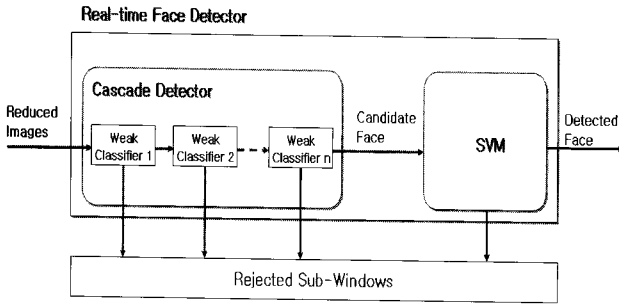 Real-time Face Detector
Cascade Detector
Reduced
Images
Weak
Classifier 1
Weak
Classifier 2
Weak
Classifier n
Candidate
Face
SVM
Detected
Face
Rejected Sub-Windows